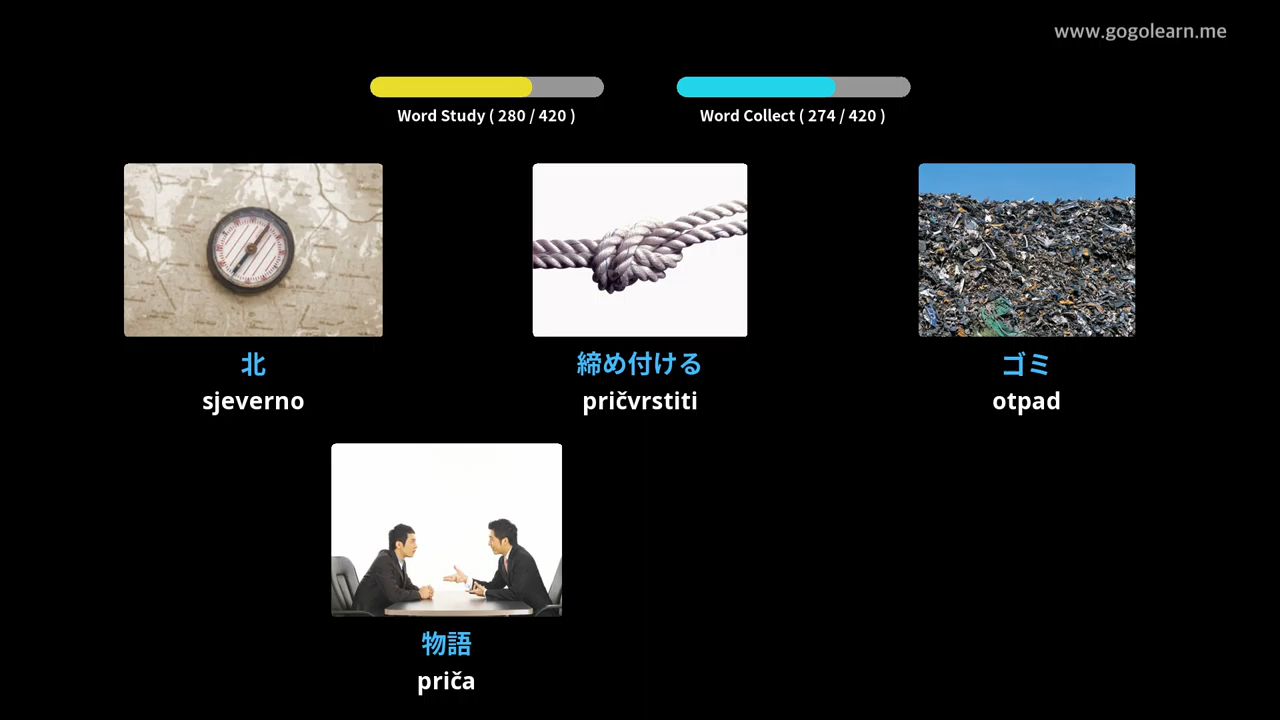 www.gogolearn.me
Word Study ( 280 / 420 )
Word Collect ( 274 / 420 )
北
sjeverno
締め付ける
pričvrstiti
ゴミ
otpad
物語
priča